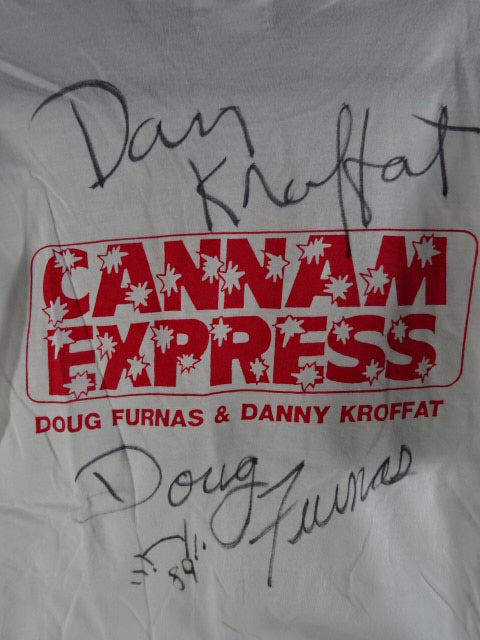 Dan
Kroffat
CANNAM
EXPRESS
DOUG FURNAS & DANNY KROFFAT
Doug
Furnas
89